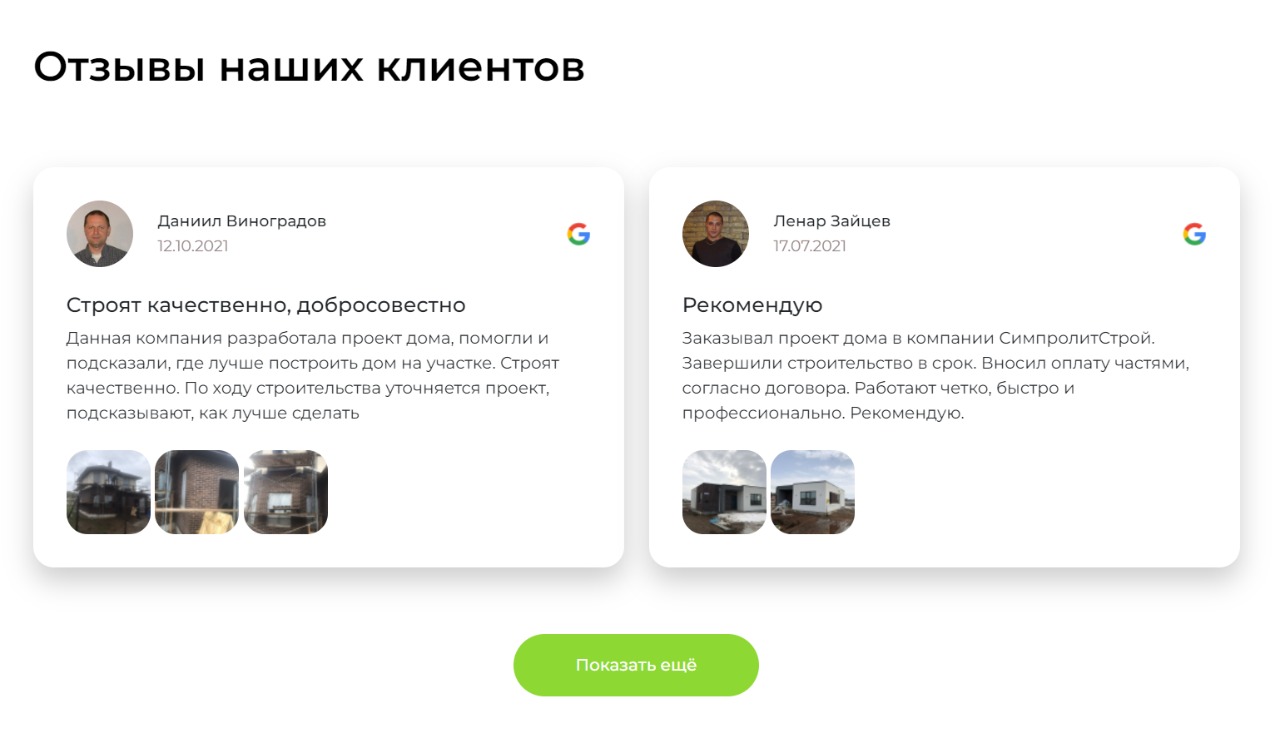 Отзывы наших клиентов
Даниил Виноградов
12.10.2021
Строят качественно, добросовестно
Данная компания разработала проект дома, помогли и
подсказали, где лучше построить дом на участке. Строят
качественно. По ходу строительства уточняется проект,
подсказывают, как лучше сделать
Ленар Зайцев
17.07.2021
Рекомендую
Заказывал проект дома в компании СимпролитСтрой.
Завершили строительство в срок. Вносил оплату частями,
согласно договора. Работают четко, быстро и
профессионально. Рекомендую.
Показать ещё